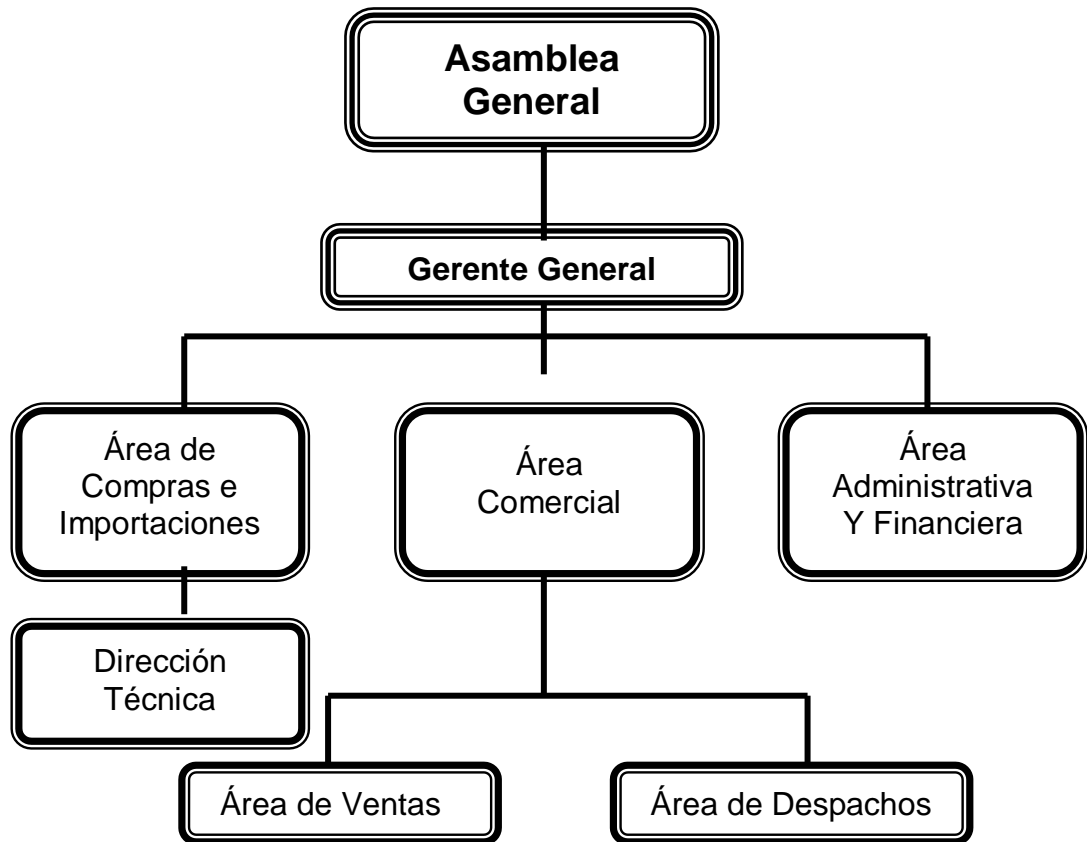 Asamblea
General
Gerente General
Área de
Compras e
Importaciones
Área
Comercial
Área
Administrativa
Y Financiera
Dirección
Técnica
Área de Ventas
Área de Despachos